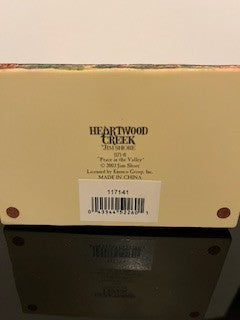 HEARTWOOD
CREEK
JIM SHORE
"Peace in the Valley"
© 2003 Jim Shore
Licensed by Enesco Group, Inc.
MADE IN CHINA
117141